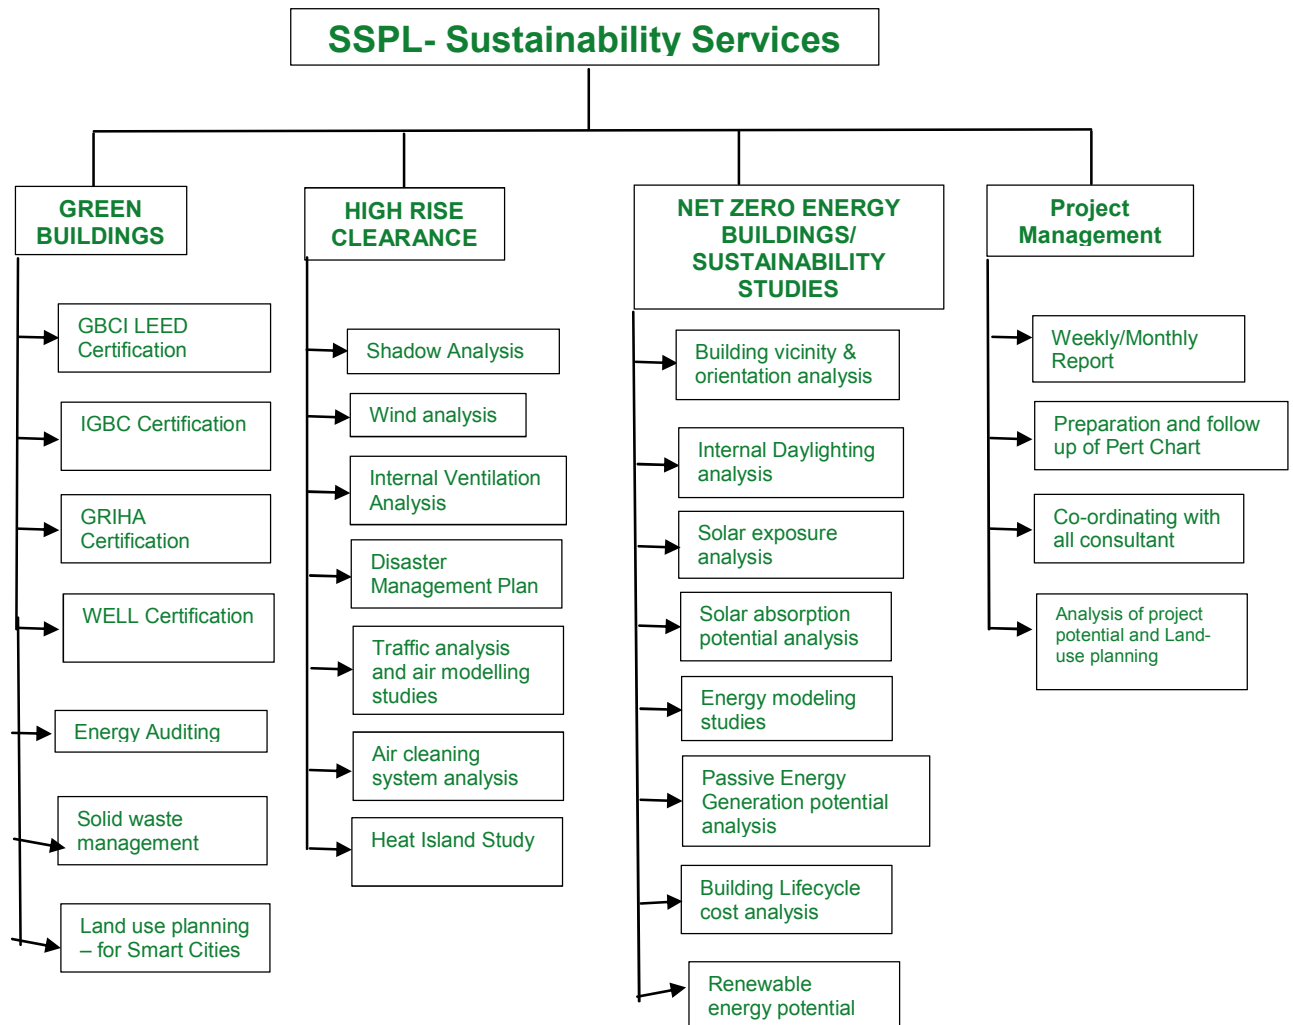 SSPL- Sustainability Services
GREEN
BUILDINGS
GBCI LEED
Certification
IGBC Certification
GRIHA
Certification
WELL Certification
Energy Auditing
Solid waste
management
Land use planning
– for Smart Cities
HIGH RISE
CLEARANCE
Shadow Analysis
Wind analysis
Internal Ventilation
Analysis
Disaster
Management Plan
Traffic analysis
and air modelling
studies
Air cleaning
system analysis
Heat Island Study
NET ZERO ENERGY
BUILDINGS/
SUSTAINABILITY
STUDIES
Building vicinity &
orientation analysis
Internal Daylighting
analysis
Solar exposure
analysis
Solar absorption
potential analysis
Energy modeling
studies
Passive Energy
Generation potential
analysis
Building Lifecycle
cost analysis
Renewable
energy potential
Project
Management
Weekly/Monthly
Report
Preparation and follow
up of Pert Chart
Co-ordinating with
all consultant
Analysis of project
potential and Land-
use planning